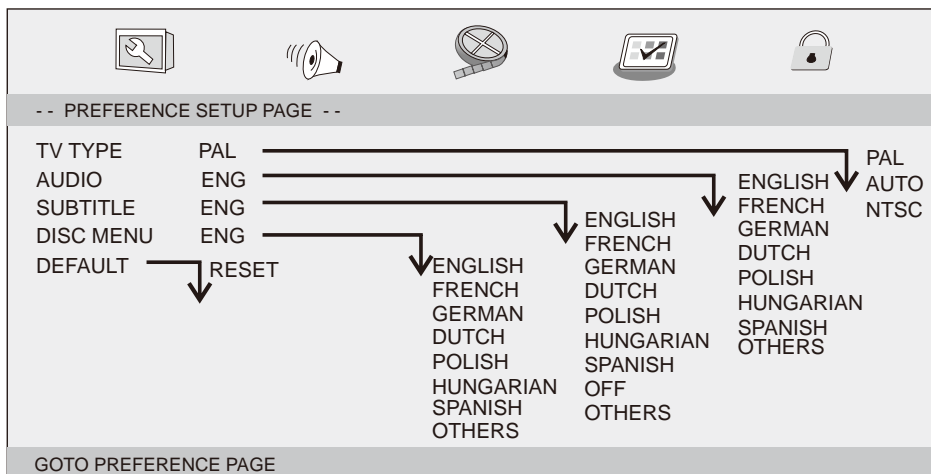 - - PREFERENCE SETUP PAGE - -
TV TYPE PAL
AUDIO ENG
SUBTITLE ENG
DISC MENU ENG
DEFAULT RESET
ENGLISH
FRENCH
GERMAN
DUTCH
POLISH
HUNGARIAN
SPANISH
OTHERS
ENGLISH
FRENCH
GERMAN
DUTCH
POLISH
HUNGARIAN
SPANISH
OFF
OTHERS
ENGLISH
FRENCH
GERMAN
DUTCH
POLISH
HUNGARIAN
SPANISH
OTHERS
PAL
AUTO
NTSC
GOTO PREFERENCE PAGE